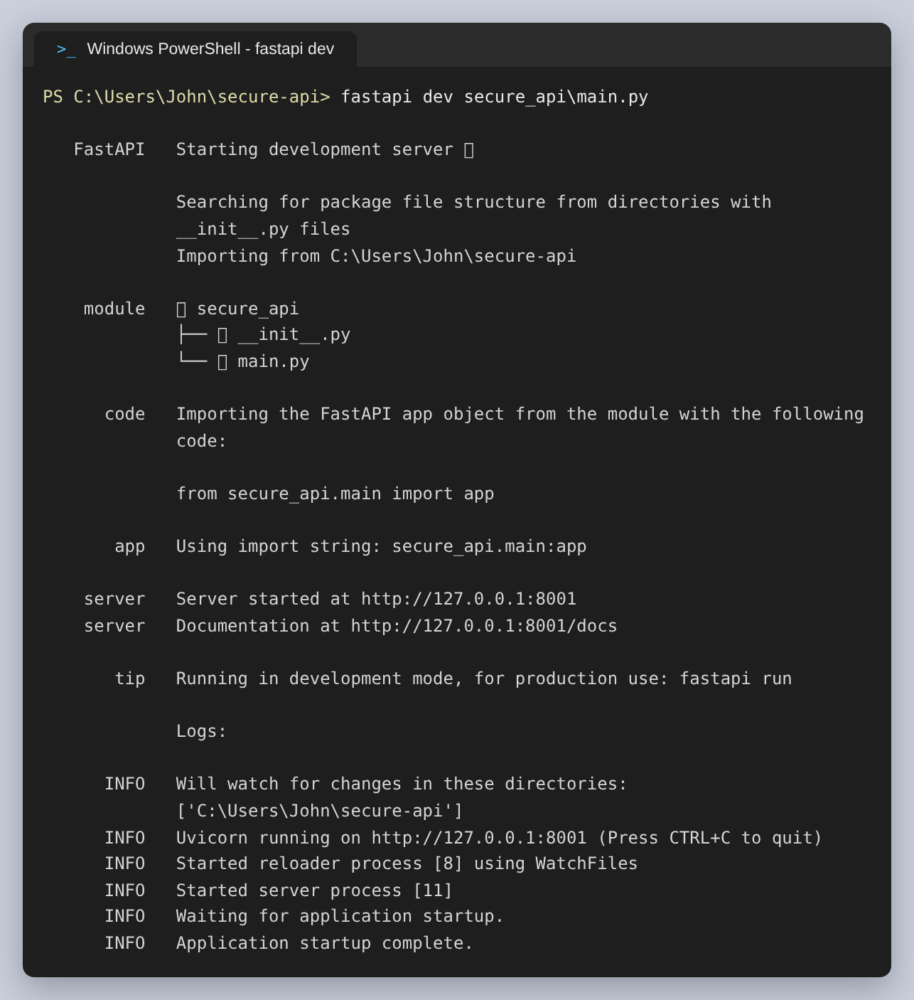 >_ Windows PowerShell - fastapi dev
PS C:\Users\John\secure-api> fastapi dev secure_api\main.py
FastAPI   Starting development server
Searching for package file structure from directories with
__init__.py files
Importing from C:\Users\John\secure-api
module   secure_api
├── __init__.py
└── main.py
code   Importing the FastAPI app object from the module with the following
code:
from secure_api.main import app
app   Using import string: secure_api.main:app
server   Server started at http://127.0.0.1:8001
server   Documentation at http://127.0.0.1:8001/docs
tip   Running in development mode, for production use: fastapi run
Logs:
INFO   Will watch for changes in these directories:
['C:\Users\John\secure-api']
INFO   Uvicorn running on http://127.0.0.1:8001 (Press CTRL+C to quit)
INFO   Started reloader process [8] using WatchFiles
INFO   Started server process [11]
INFO   Waiting for application startup.
INFO   Application startup complete.